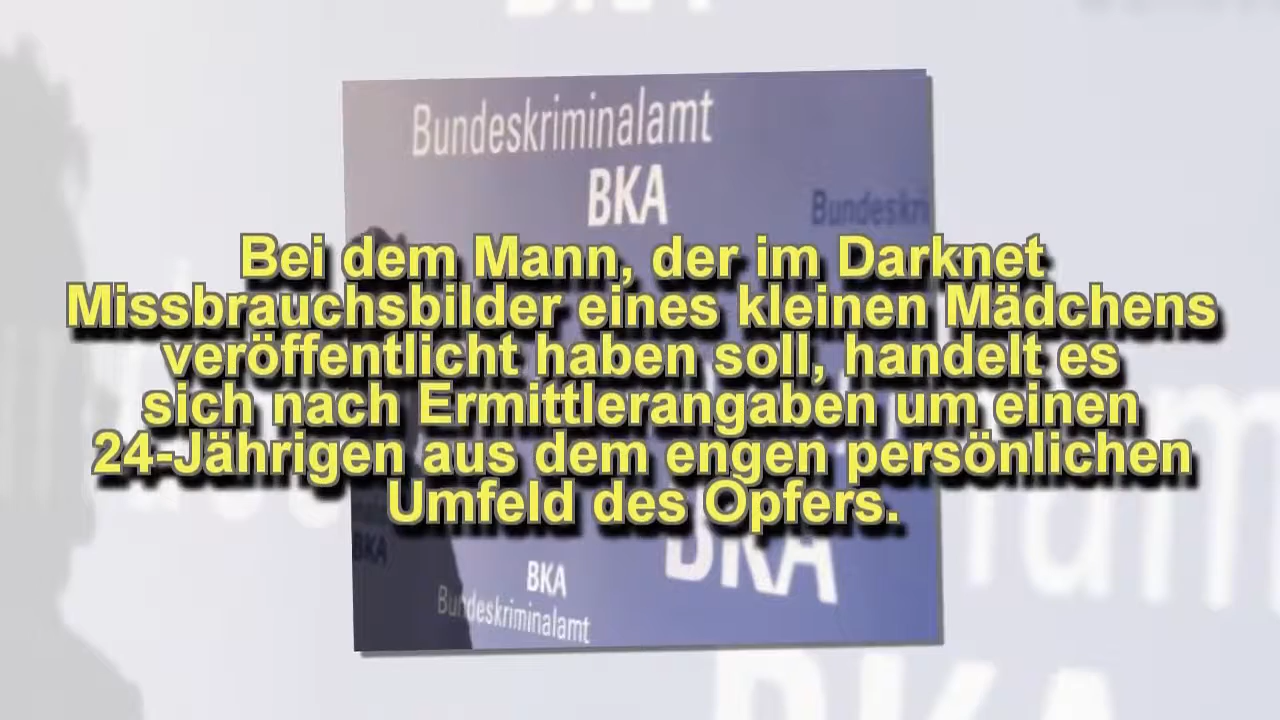 Bundeskriminalamt
BKA
Bundeskri
Bei dem Mann, der im Darknet
Missbrauchsbilder eines kleinen Mädchens
veröffentlicht haben soll, handelt es
sich nach Ermittlerangaben um einen
24-Jährigen aus dem engen persönlichen
Umfeld des Opfers.
BKA
BKA
BKA
Bundeskriminalamt